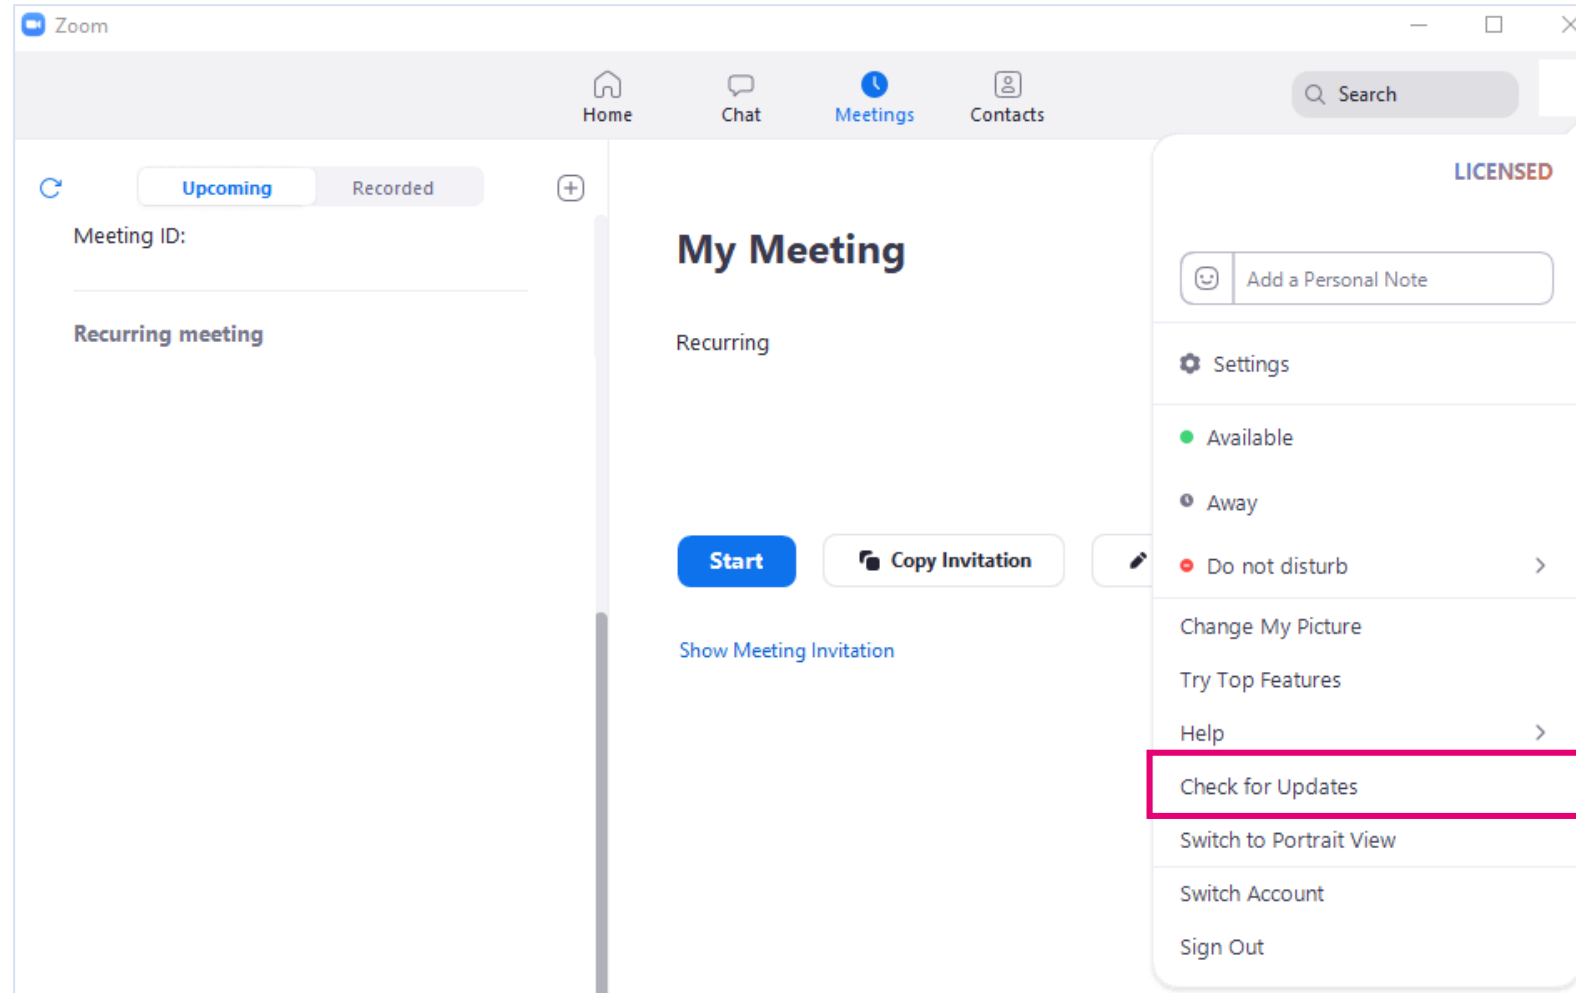 Zoom
Home
Chat
Meetings
Contacts
Search
Upcoming
Recorded
Meeting ID:
Recurring meeting
My Meeting
Recurring
Start
Copy Invitation
Show Meeting Invitation
LICENSED
Add a Personal Note
Settings
Available
Away
Do not disturb
Change My Picture
Try Top Features
Help
Check for Updates
Switch to Portrait View
Switch Account
Sign Out